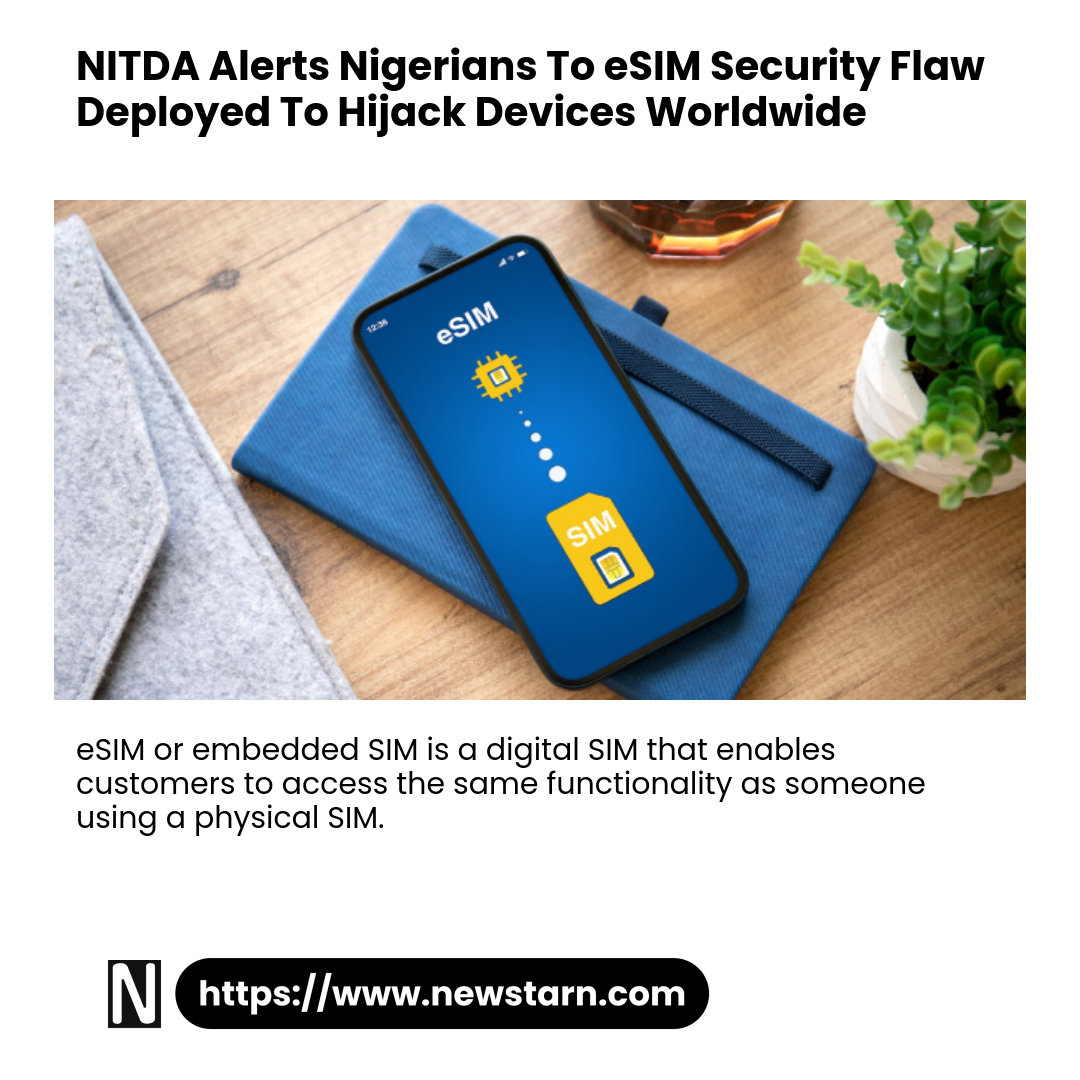 NITDA Alerts Nigerians To eSIM Security Flaw
Deployed To Hijack Devices Worldwide
12:36
eSIM
SIM
eSIM or embedded SIM is a digital SIM that enables
customers to access the same functionality as someone
using a physical SIM.
N
https://www.newstarn.com